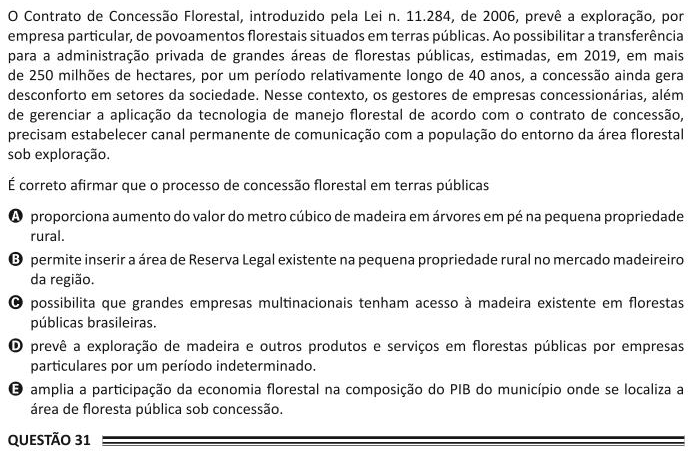 O Contrato de Concessão Florestal, introduzido pela Lei n. 11.284, de 2006, prevê a exploração, por
empresa particular, de povoamentos florestais situados em terras públicas. Ao possibilitar a transferência
para a administração privada de grandes áreas de florestas públicas, estimadas, em 2019, em mais
de 250 milhões de hectares, por um período relativamente longo de 40 anos, a concessão ainda gera
desconforto em setores da sociedade. Nesse contexto, os gestores de empresas concessionárias, além
de gerenciar a aplicação da tecnologia de manejo florestal de acordo com o contrato de concessão,
precisam estabelecer canal permanente de comunicação com a população do entorno da área florestal
sob exploração.
É correto afirmar que o processo de concessão florestal em terras públicas
A proporciona aumento do valor do metro cúbico de madeira em árvores em pé na pequena propriedade
rural.
B permite inserir a área de Reserva Legal existente na pequena propriedade rural no mercado madeireiro
da região.
C possibilita que grandes empresas multinacionais tenham acesso à madeira existente em florestas
públicas brasileiras.
D prevê a exploração de madeira e outros produtos e serviços em florestas públicas por empresas
particulares por um período indeterminado.
E amplia a participação da economia florestal na composição do PIB do município onde se localiza a
área de floresta pública sob concessão.
QUESTÃO 31